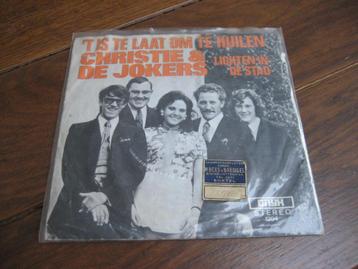 'T IS TE LAAT OM TE HUILEN
CHRISTIE &
DE JOKERS
LICHTEN IN
DE STAD
STEREO